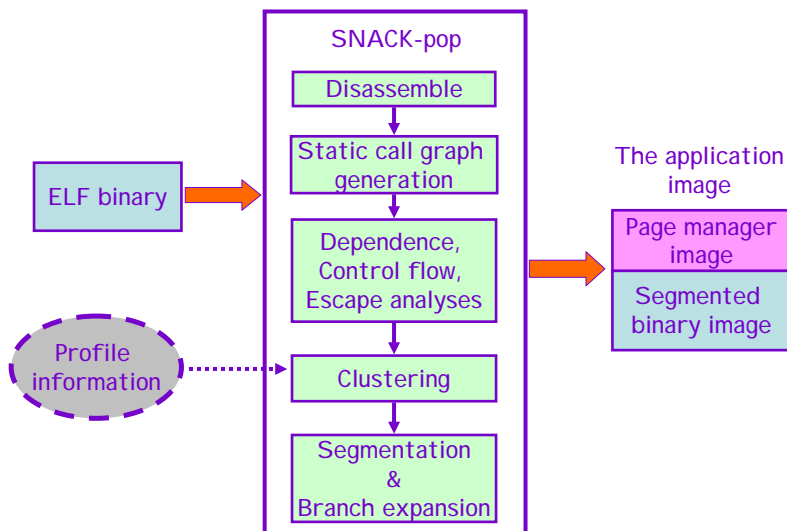 SNACK-pop
Disassemble
Static call graph
generation
Dependence,
Control flow,
Escape analyses
Clustering
Segmentation
&
Branch expansion
ELF binary
Profile
information
The application
image
Page manager
image
Segmented
binary image